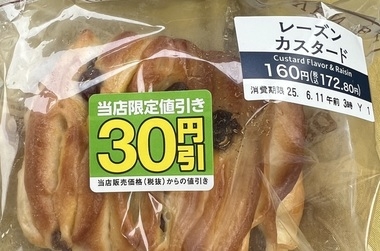 レーズン
カスタード
Custard Flavor & Raisin
160円(税込172.80円)
消費期限 25. 6.11午前 3時 Y 1
当店限定値引き
30円引
当店販売価格(税抜)からの値引き